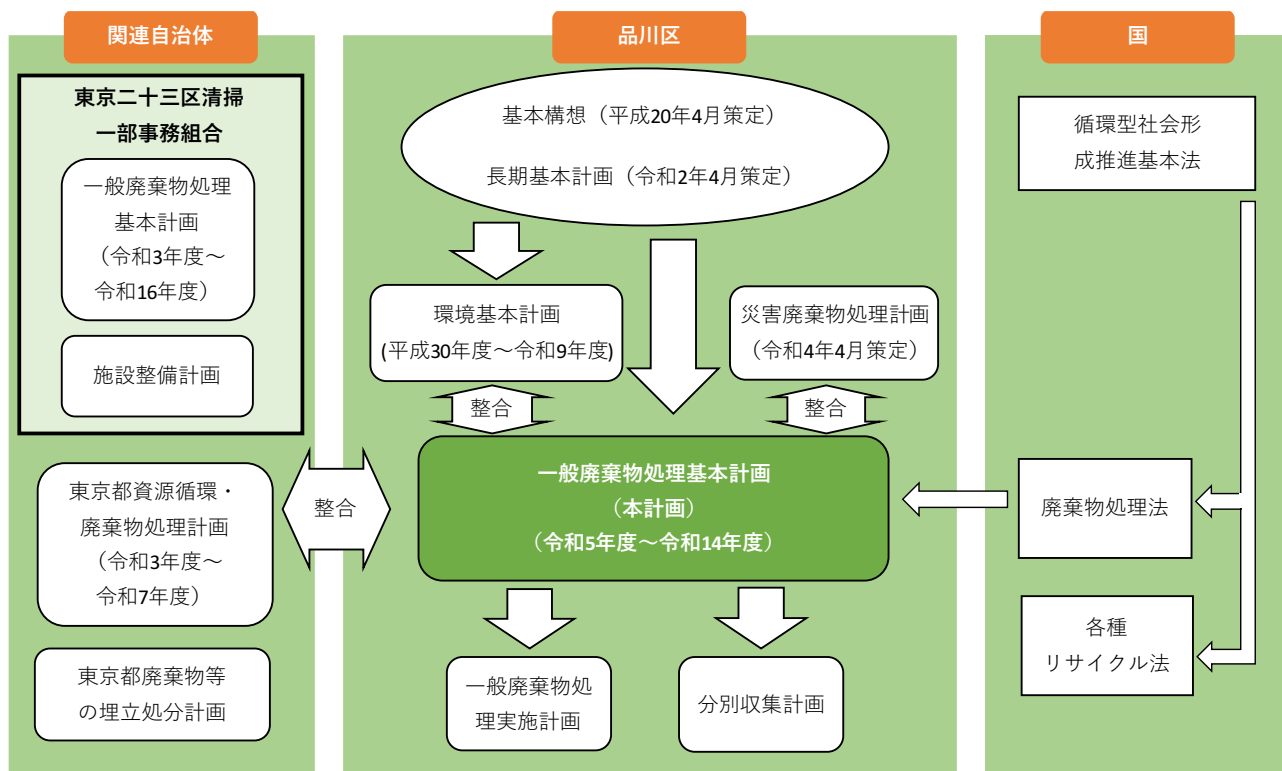 関連自治体
東京二十三区清掃
一部事務組合
一般廃棄物処理
基本計画
（令和3年度～
令和16年度）
施設整備計画
東京都資源循環・
廃棄物処理計画
（令和3年度～
令和7年度）
東京都廃棄物等
の埋立処分計画
整合
品川区
基本構想（平成20年4月策定）
長期基本計画（令和2年4月策定）
環境基本計画
(平成30年度～令和9年度)
災害廃棄物処理計画
（令和4年4月策定）
整合
整合
一般廃棄物処理基本計画
（本計画）
（令和5年度～令和14年度）
一般廃棄物処
理実施計画
分別収集計画
国
循環型社会形
成推進基本法
廃棄物処理法
各種
リサイクル法